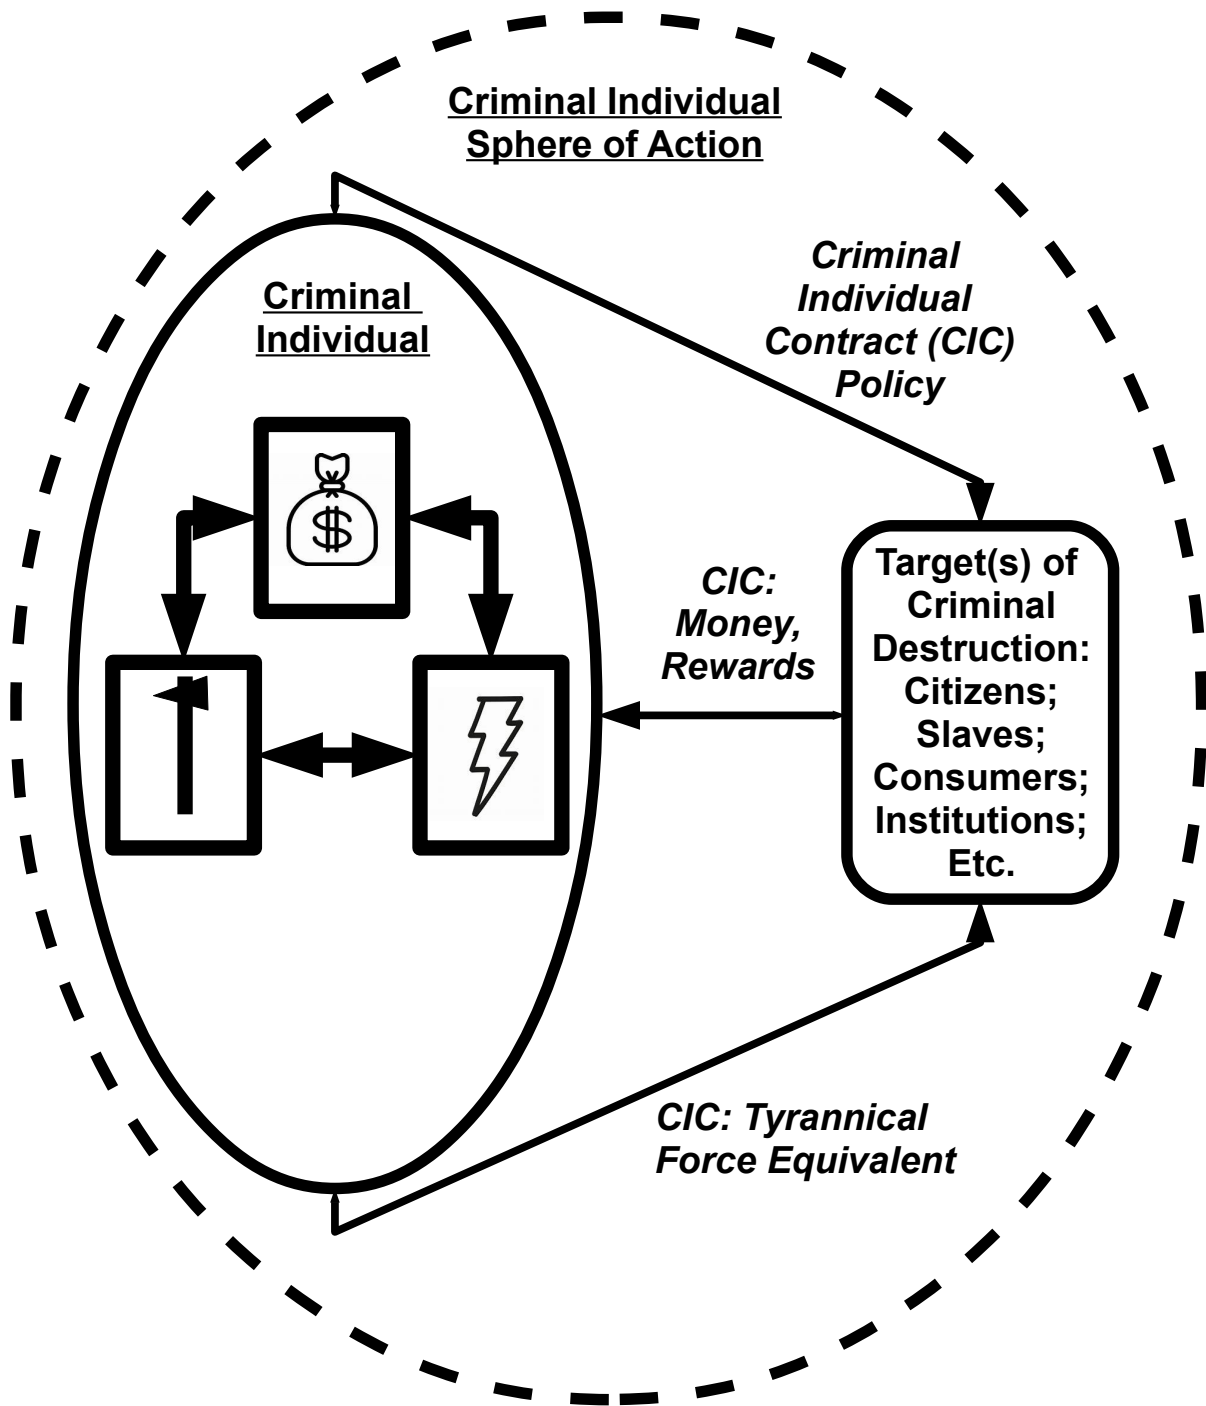 Criminal Individual
Sphere of Action
Criminal
Individual
Criminal
Individual
Contract (CIC)
Policy
$
CIC:
Money,
Rewards
Target(s) of
Criminal
Destruction:
Citizens;
Slaves;
Consumers;
Institutions;
Etc.
CIC: Tyrannical
Force Equivalent